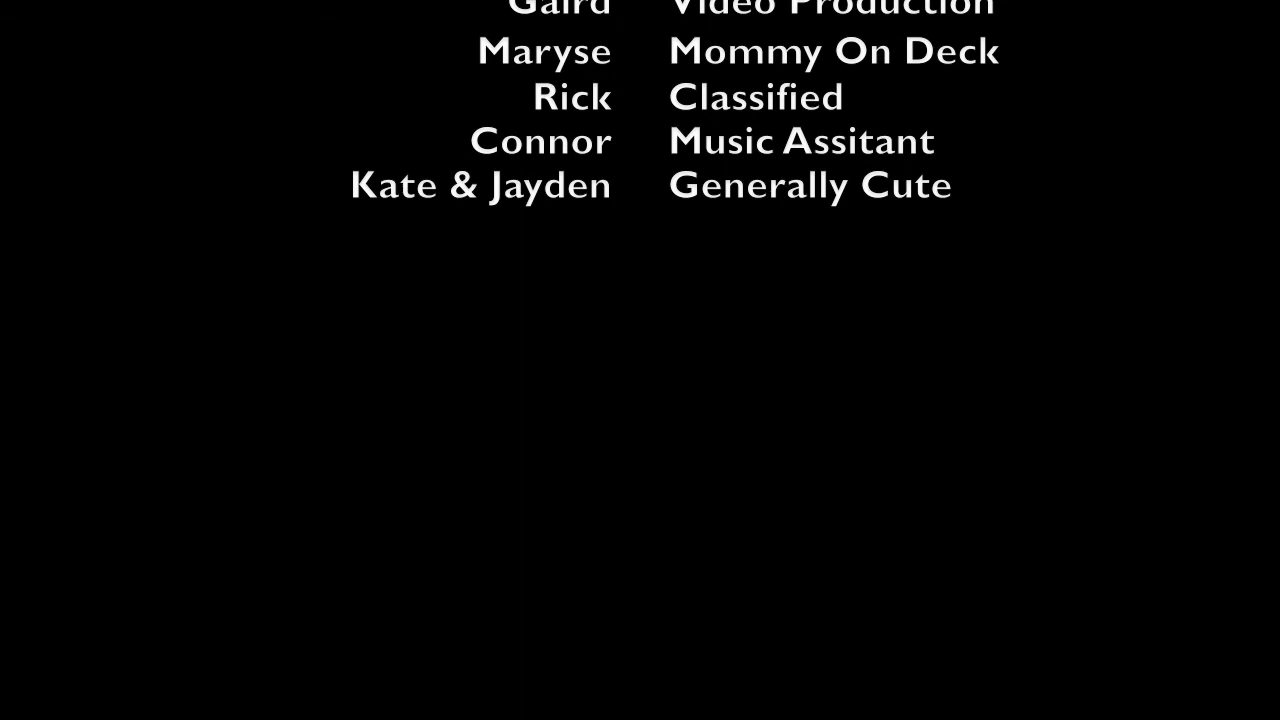 Gaird Video Production
Maryse Mommy On Deck
Rick Classified
Connor Music Assitant
Kate & Jayden Generally Cute